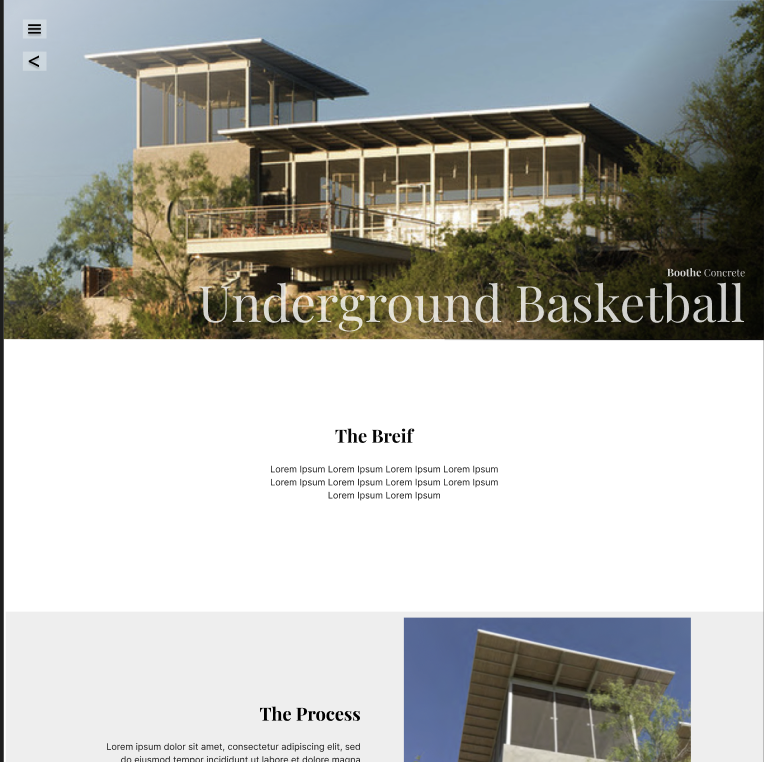 <
Boothe Concrete
Underground Basketball
The Breif
Lorem Ipsum Lorem Ipsum Lorem Ipsum Lorem Ipsum
Lorem Ipsum Lorem Ipsum Lorem Ipsum Lorem Ipsum
Lorem Ipsum Lorem Ipsum
The Process
Lorem ipsum dolor sit amet, consectetur adipiscing elit, sed
do eiusmod tempor incididunt ut labore et dolore magna